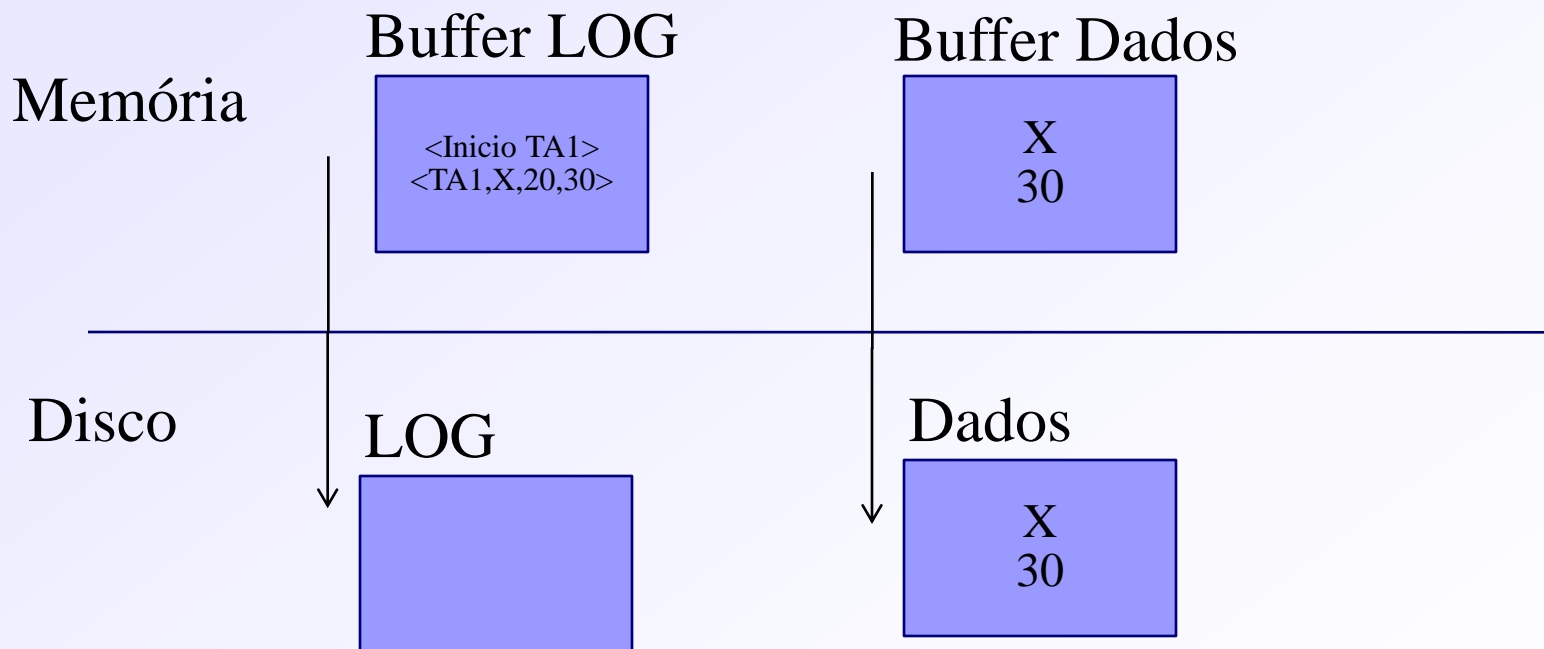 Buffer LOG
Buffer Dados
Memória
<Inicio TA1>
<TA1,X,20,30>
X
30
Disco
LOG
Dados
X
30